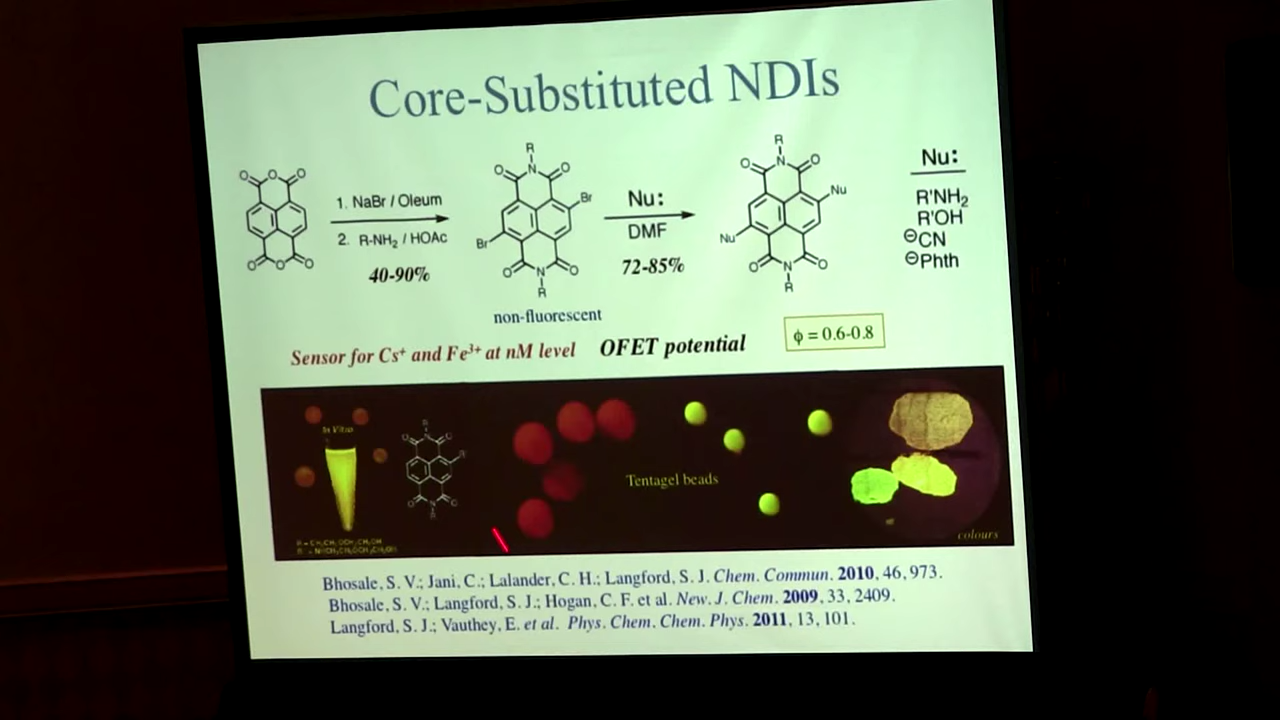 Core-Substituted NDIs
1. NaBr / Oleum
2. R-NH₂ / HOAc
40-90%
R
O
N
O
Br
Br
O
N
O
R
non-fluorescent
Nu:
DMF
72-85%
R
O
N
O
Nu
Nu
O
N
O
R
Nu:
R'NH₂
R'OH
⊖CN
⊖Phth
Sensor for Cs⁺ and Fe³⁺ at nM level
OFET potential
ϕ = 0.6-0.8
In Vitro
Tentagel beads
colours
Bhosale, S. V.; Jani, C.; Lalander, C. H.; Langford, S. J. Chem. Commun. 2010, 46, 973.
Bhosale, S. V.; Langford, S. J.; Hogan, C. F. et al. New. J. Chem. 2009, 33, 2409.
Langford, S. J.; Vauthey, E. et al. Phys. Chem. Chem. Phys. 2011, 13, 101.